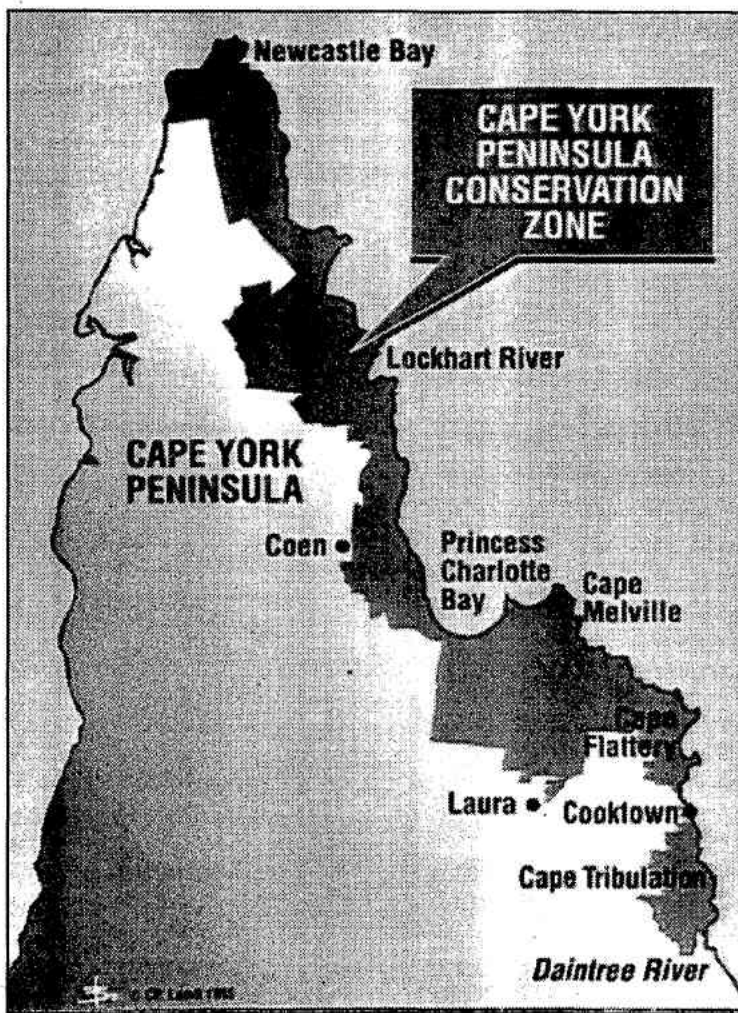 Newcastle Bay
CAPE YORK
PENINSULA
CONSERVATION
ZONE
Lockhart River
CAPE YORK
PENINSULA
Coen
Princess
Charlotte
Bay
Cape
Melville
Cape
Flattery
Laura
Cooktown
Cape Tribulation
Daintree River
©